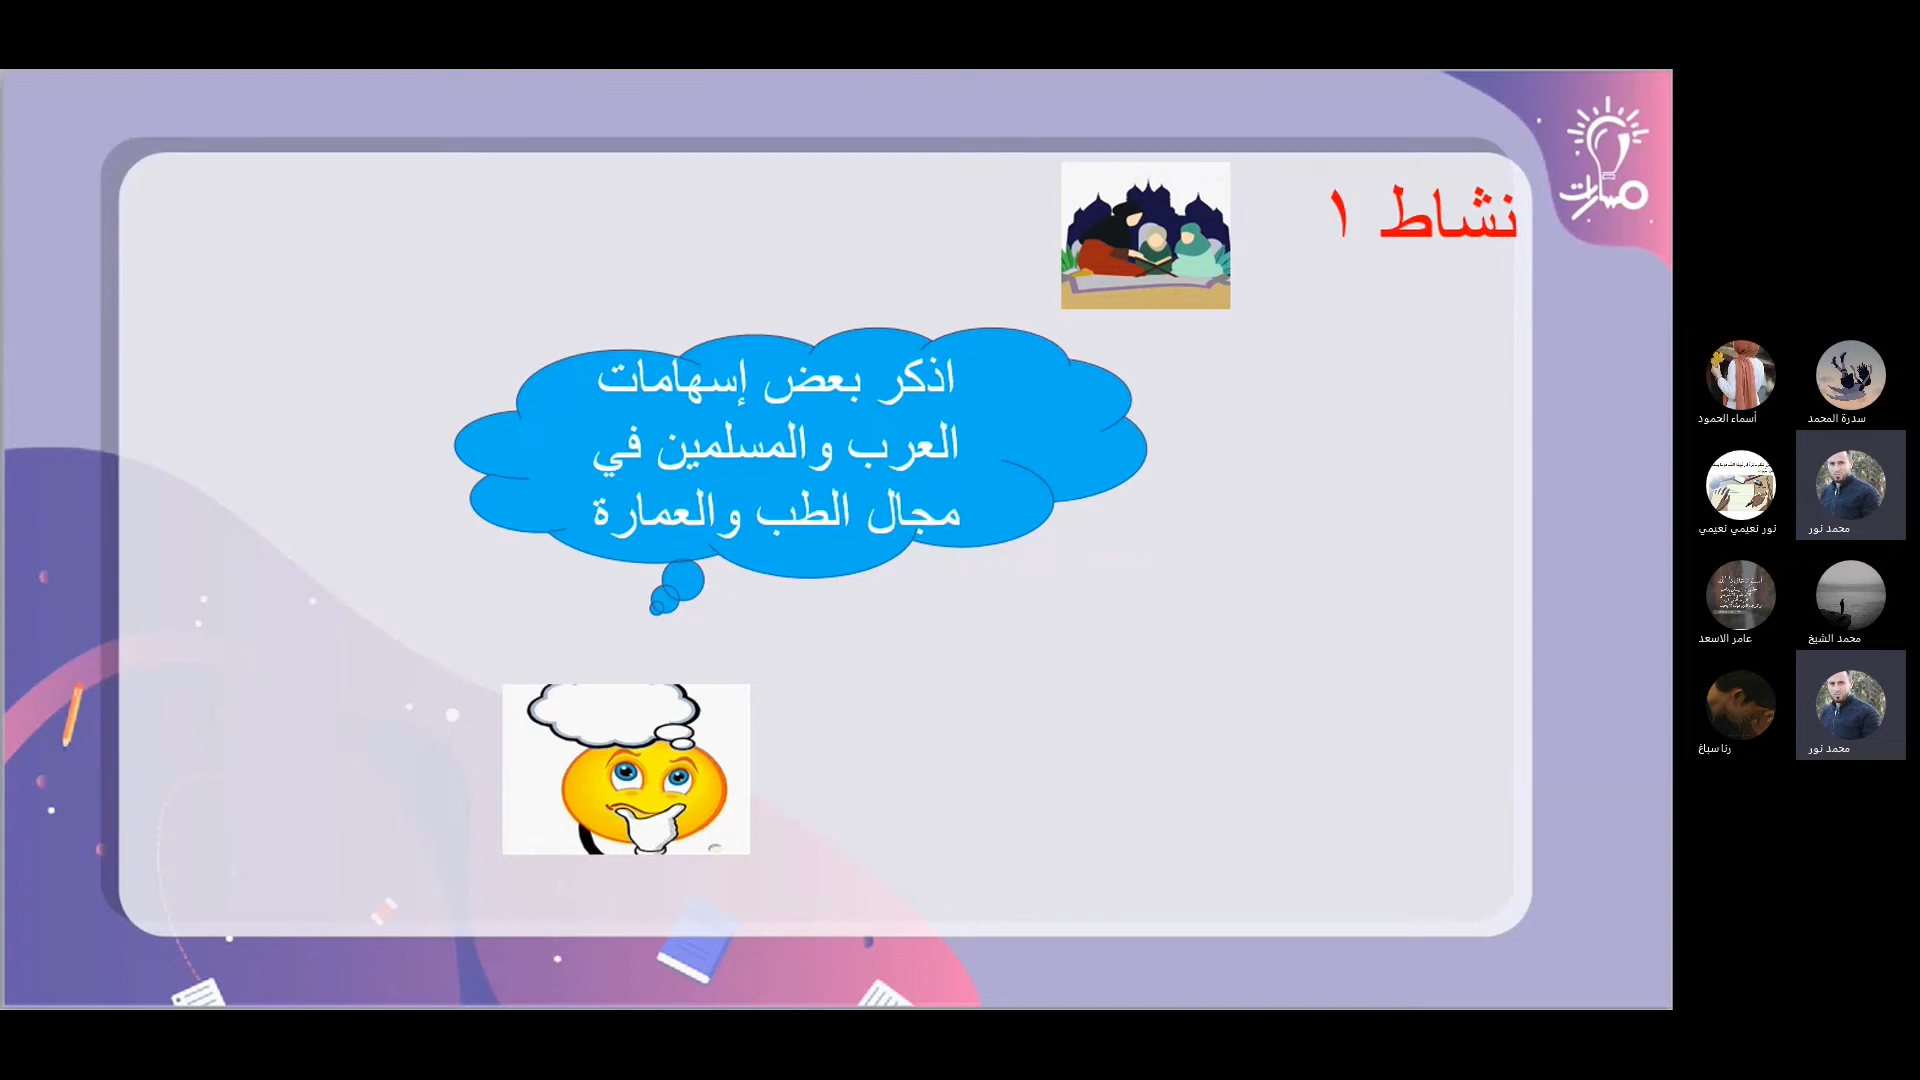 مسارات
نشاط ١
اذكر بعض إسهامات
العرب والمسلمين في
مجال الطب والعمارة
سدرة المحمد
أسماء الحمود
محمد نور
نور نعيمي نعيمي
محمد الشيخ
عامر الاسعد
محمد نور
رنا سباغ